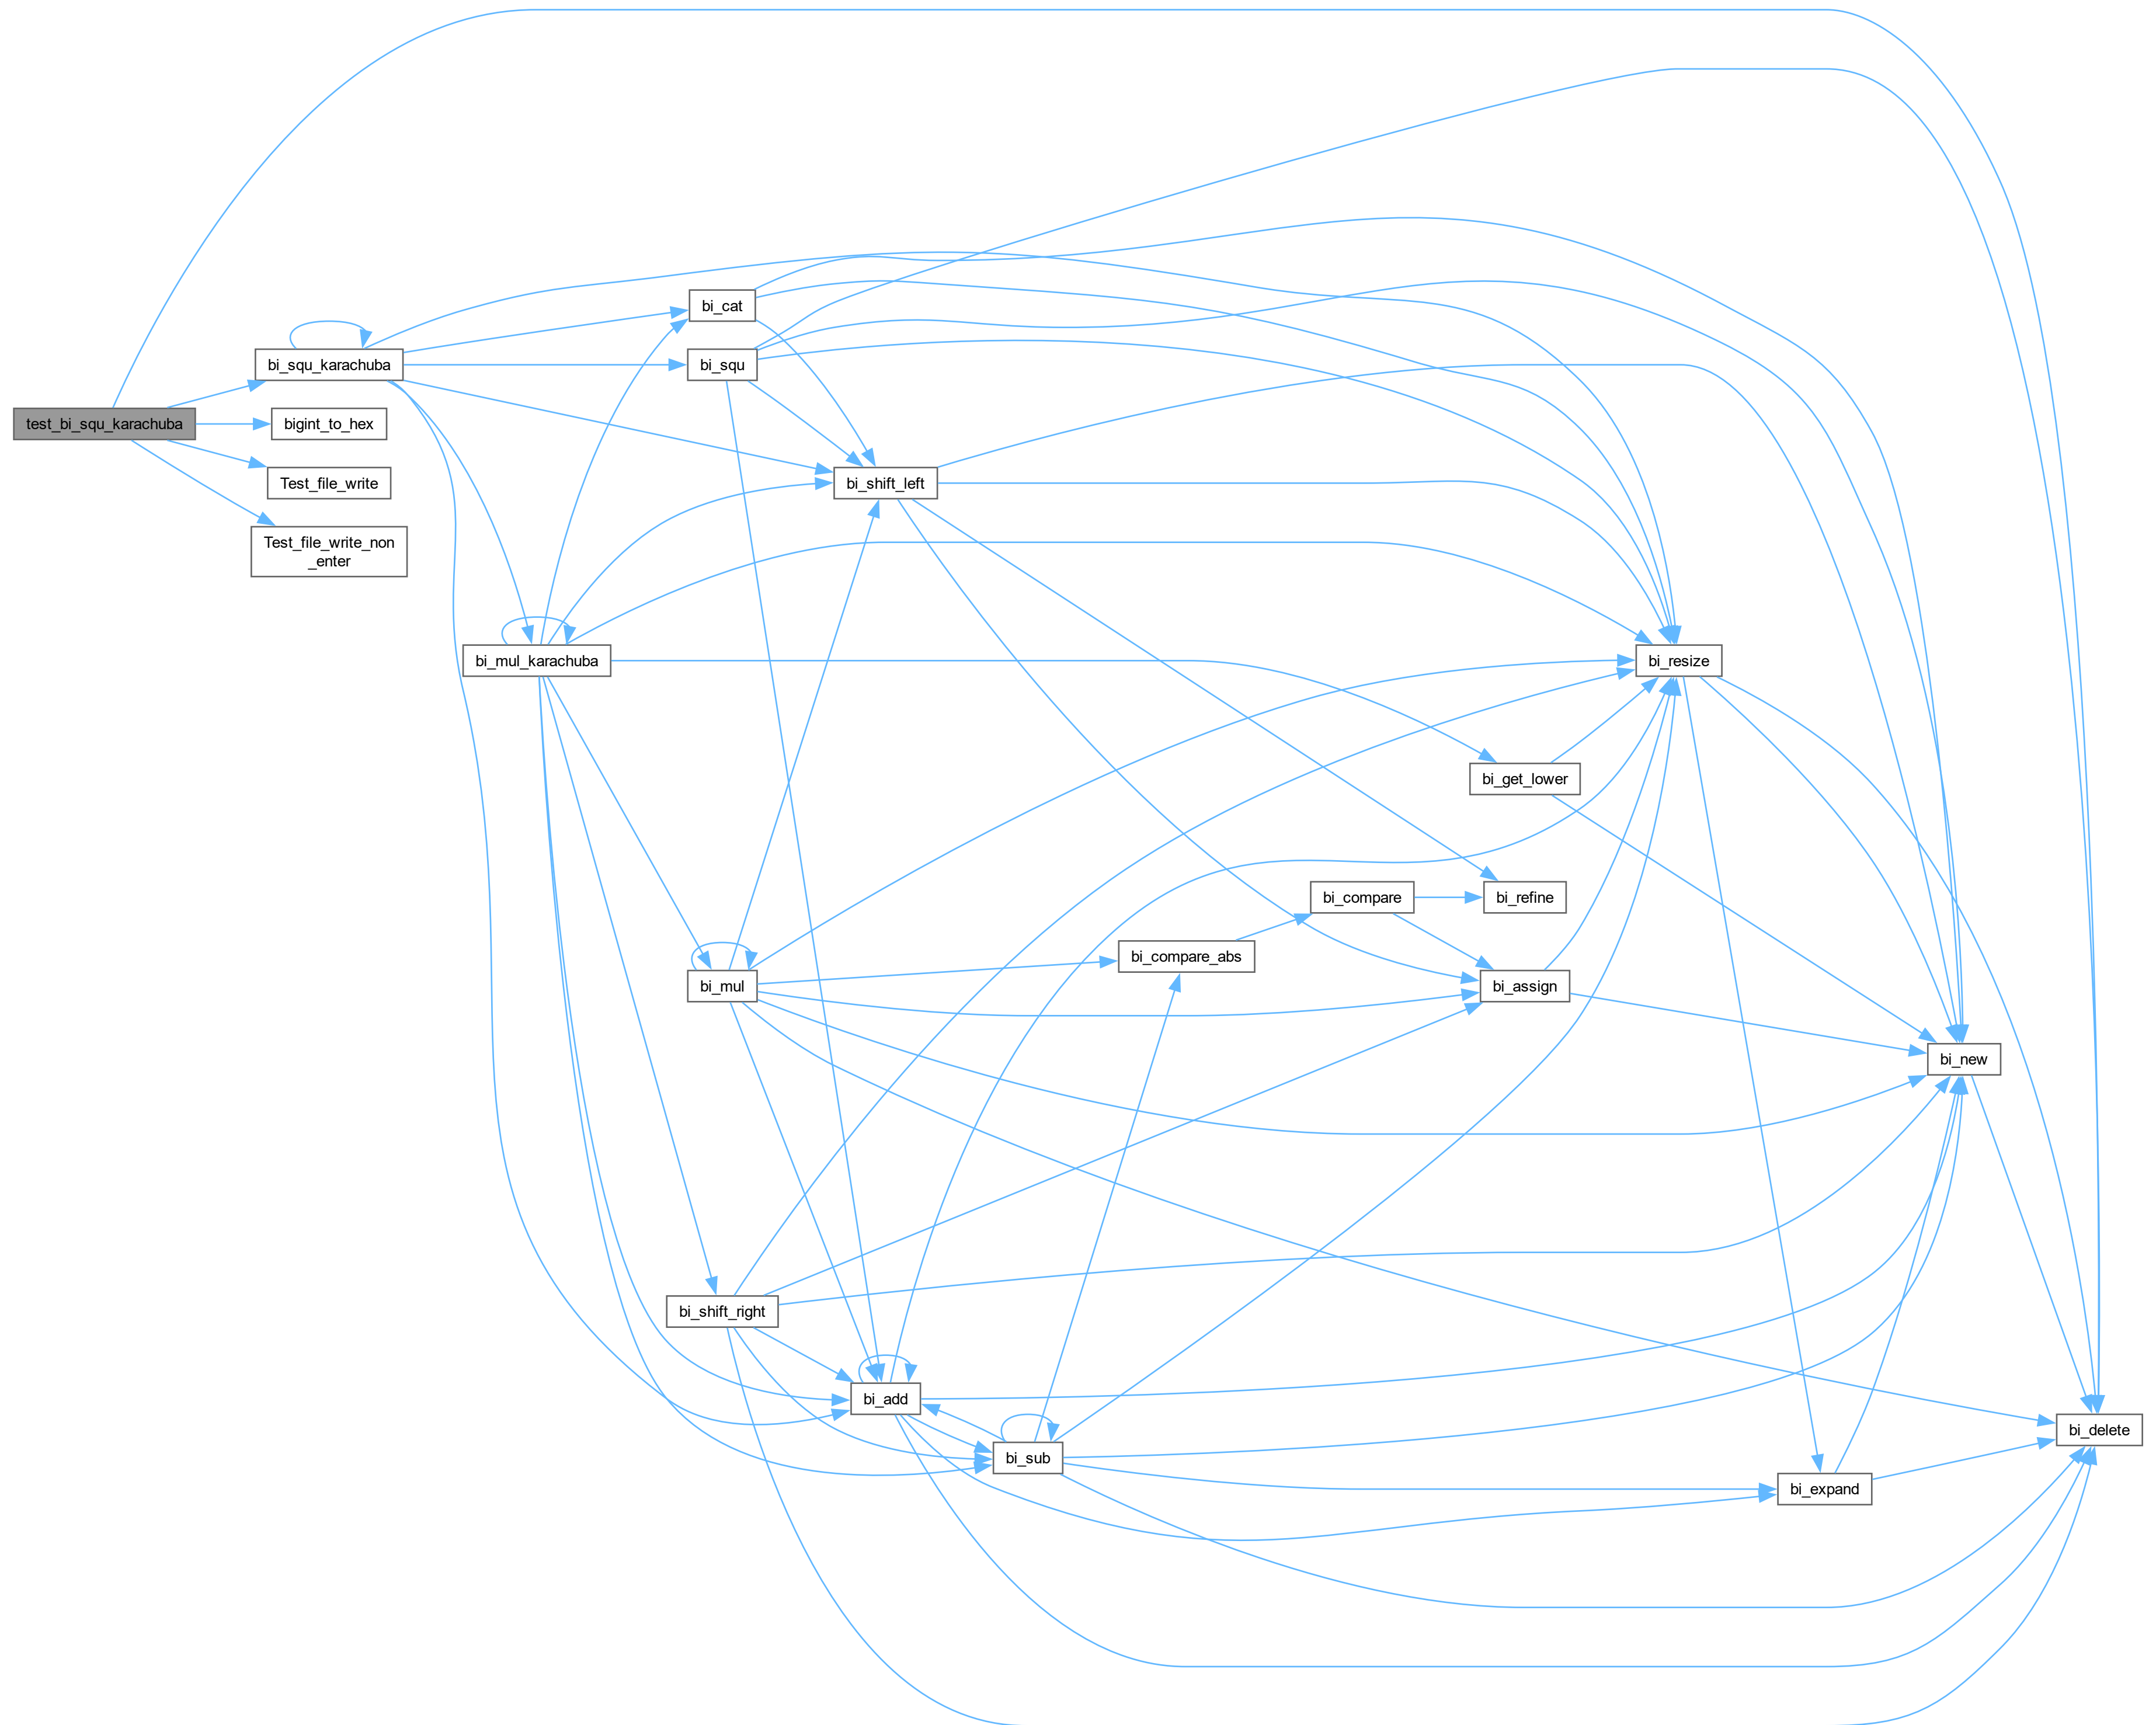 bi_cat
bi_squ_karachuba
bi_squ
test_bi_squ_karachuba
bigint_to_hex
Test_file_write
bi_shift_left
Test_file_write_non
_enter
bi_mul_karachuba
bi_resize
bi_get_lower
bi_compare
bi_refine
bi_compare_abs
bi_mul
bi_assign
bi_new
bi_shift_right
bi_add
bi_delete
bi_sub
bi_expand